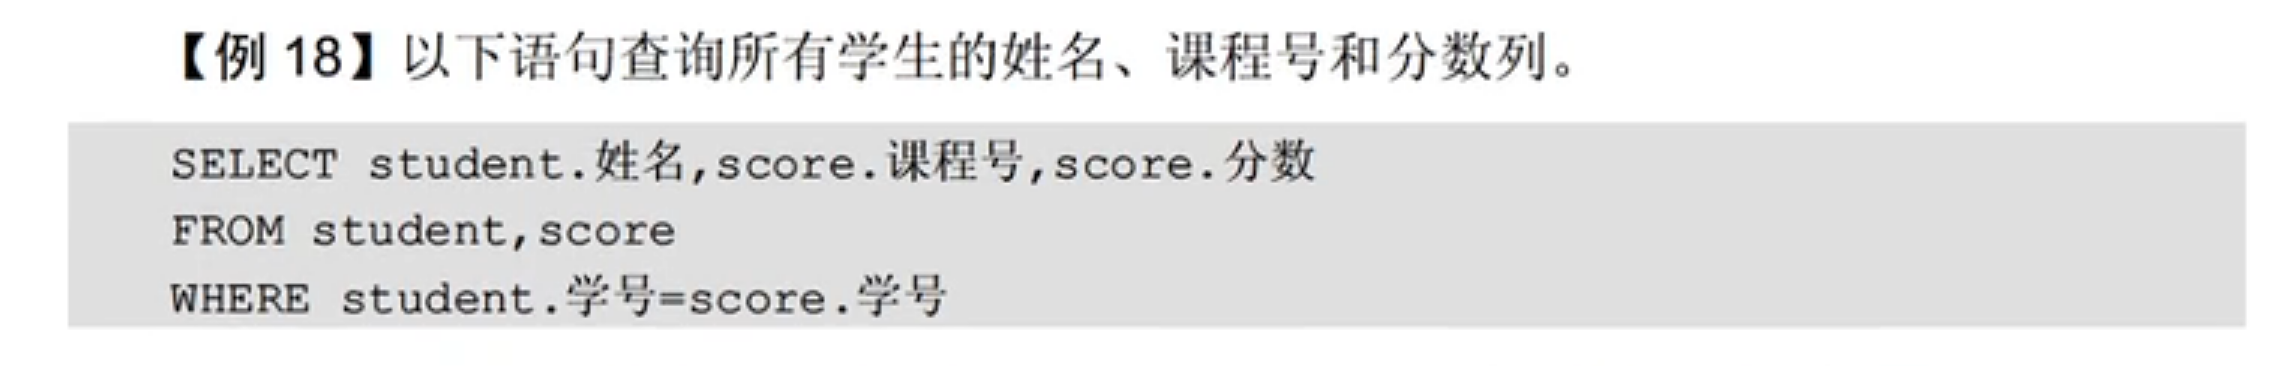 【例 18】以下语句查询所有学生的姓名、课程号和分数列。
SELECT student.姓名,score.课程号,score.分数
FROM student,score
WHERE student.学号=score.学号